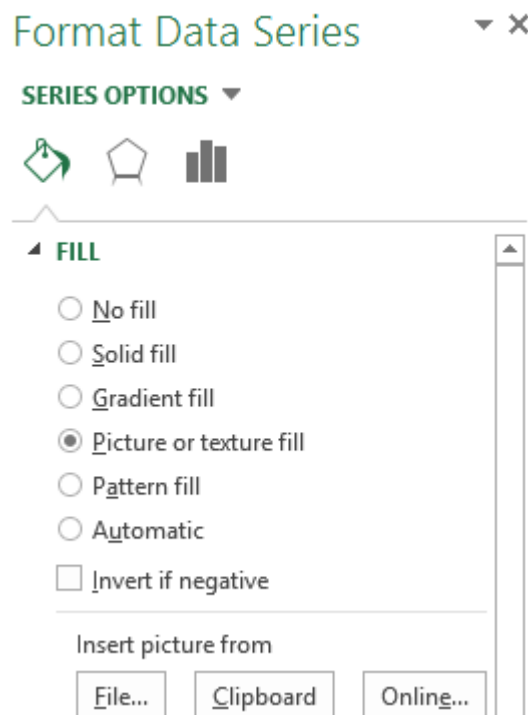 Format Data Series
SERIES OPTIONS
FILL
No fill
Solid fill
Gradient fill
Picture or texture fill
Pattern fill
Automatic
Invert if negative
Insert picture from
File... Clipboard Online...